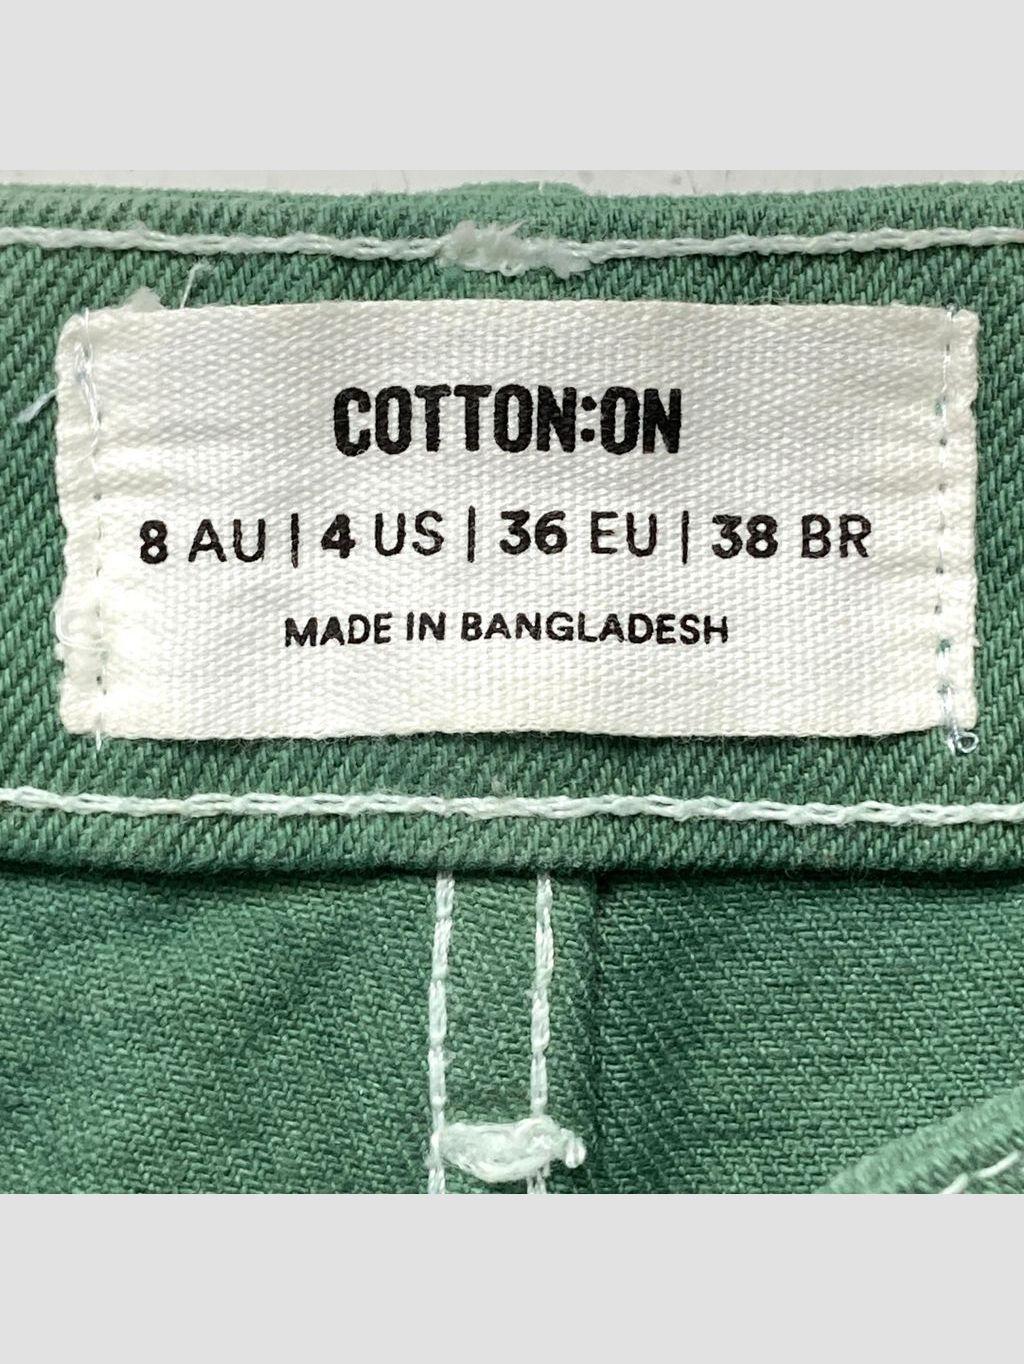 COTTON:ON
8 AU | 4 US | 36 EU | 38 BR
MADE IN BANGLADESH